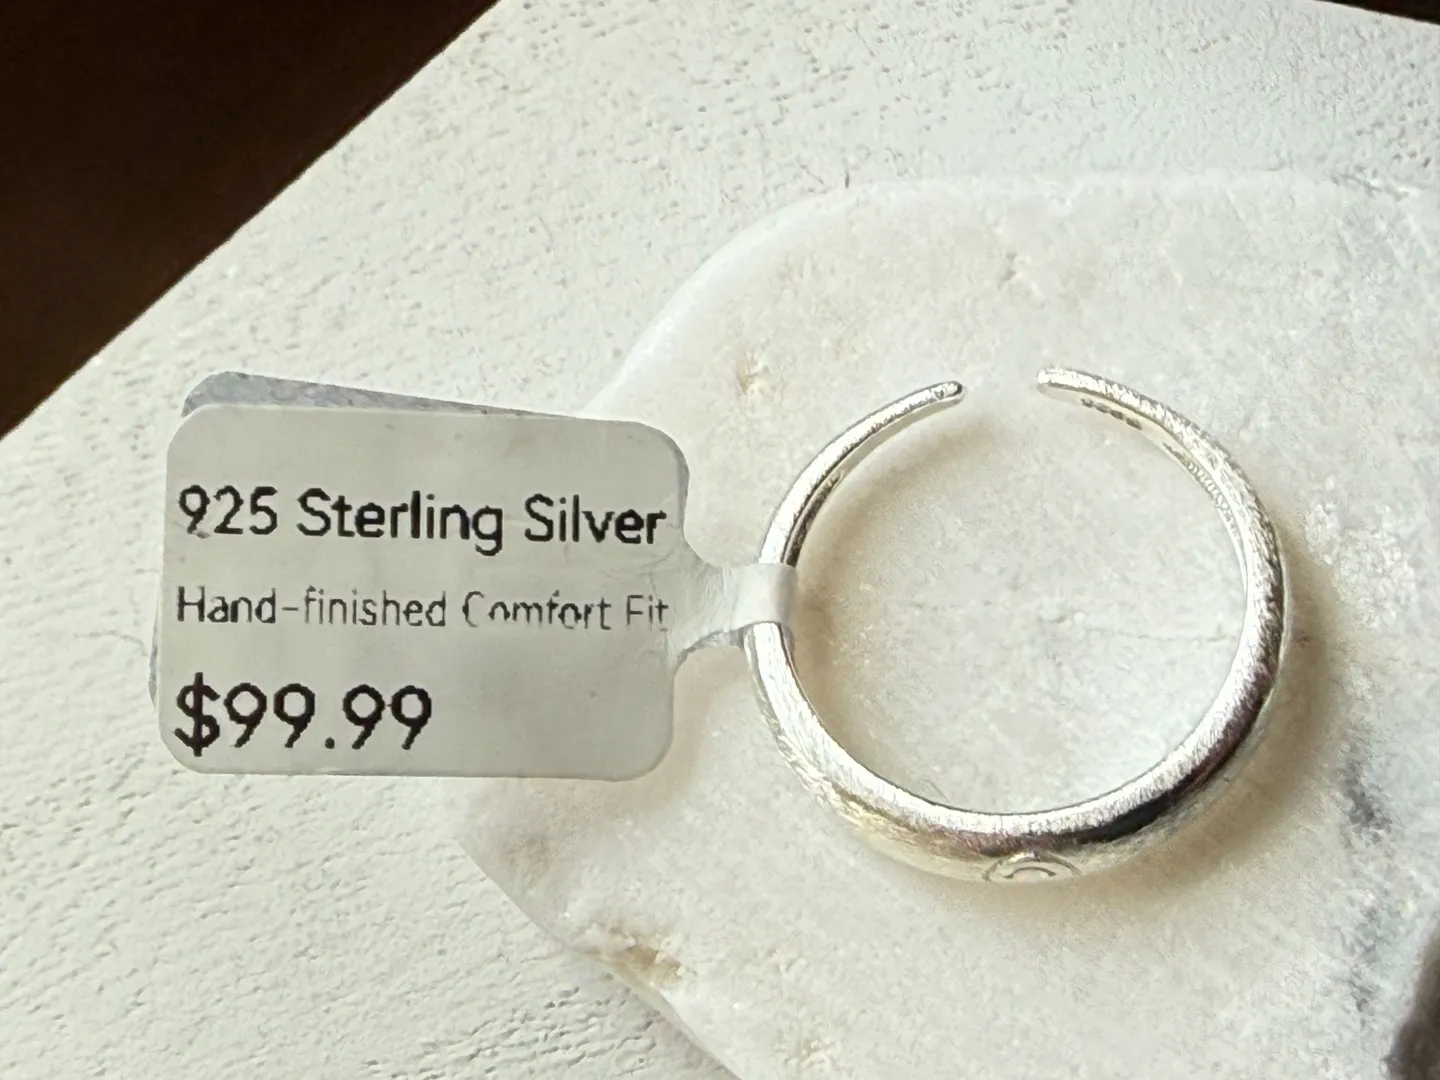 925 Sterling Silver
Hand-finished Comfort Fit
$99.99